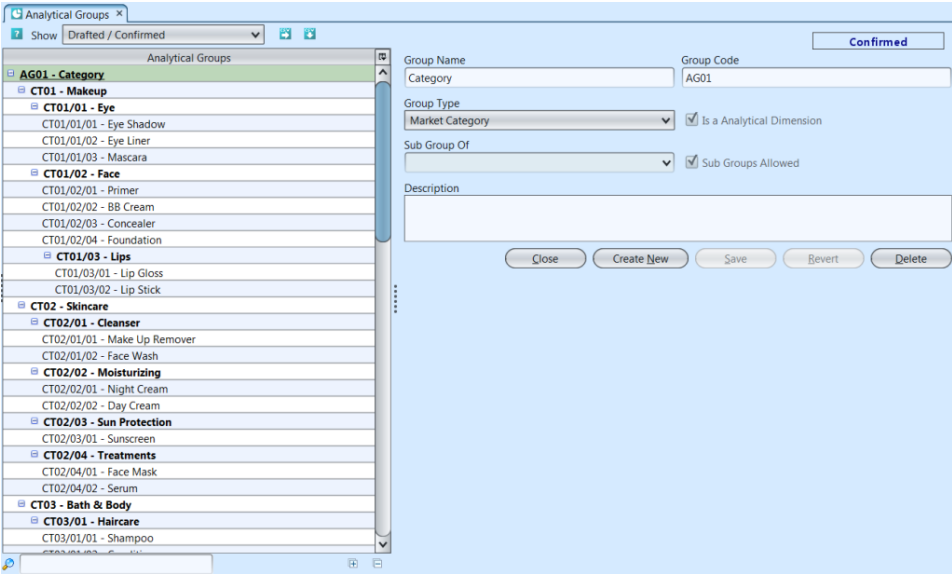 Analytical Groups
Show Drafted / Confirmed
Confirmed
Analytical Groups
AG01 - Category
CT01 - Makeup
CT01/01 - Eye
CT01/01/01 - Eye Shadow
CT01/01/02 - Eye Liner
CT01/01/03 - Mascara
CT01/02 - Face
CT01/02/01 - Primer
CT01/02/02 - BB Cream
CT01/02/03 - Concealer
CT01/02/04 - Foundation
CT01/03 - Lips
CT01/03/01 - Lip Gloss
CT01/03/02 - Lip Stick
CT02 - Skincare
CT02/01 - Cleanser
CT02/01/01 - Make Up Remover
CT02/01/02 - Face Wash
CT02/02 - Moisturizing
CT02/02/01 - Night Cream
CT02/02/02 - Day Cream
CT02/03 - Sun Protection
CT02/03/01 - Sunscreen
CT02/04 - Treatments
CT02/04/01 - Face Mask
CT02/04/02 - Serum
CT03 - Bath & Body
CT03/01 - Haircare
CT03/01/01 - Shampoo
Group Name
Category
Group Code
AG01
Group Type
Market Category
Is a Analytical Dimension
Sub Group Of
Sub Groups Allowed
Description
Close
Create New
Save
Revert
Delete